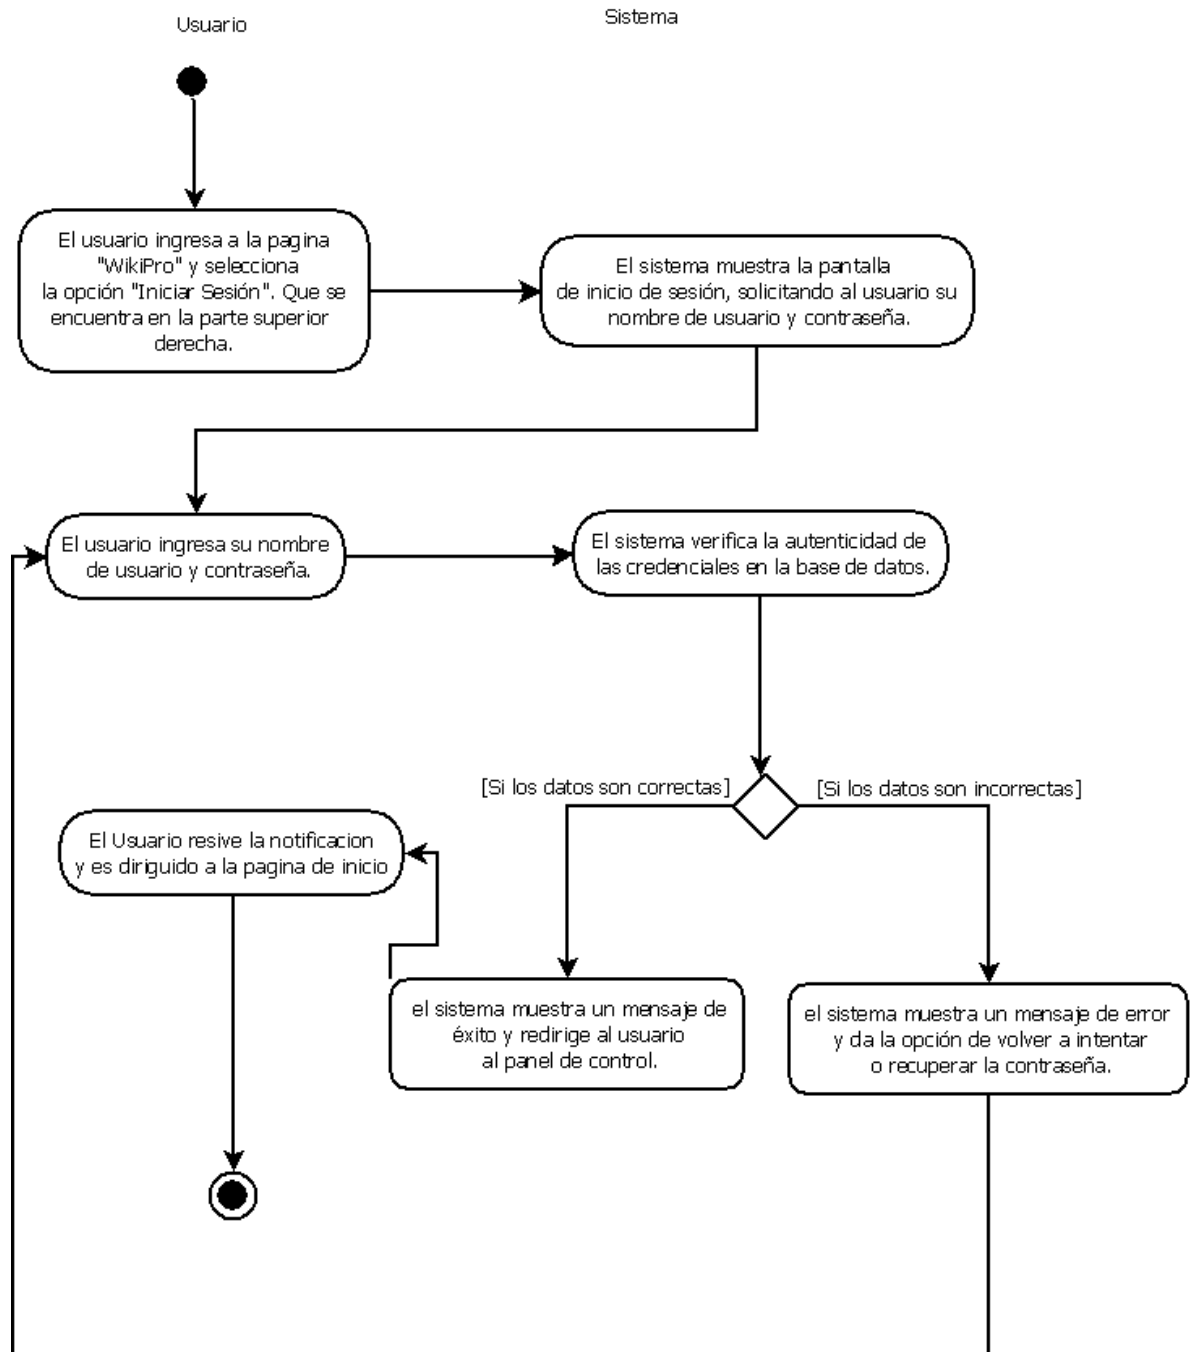 Usuario
Sistema
El usuario ingresa a la pagina
"WikiPro" y selecciona
la opción "Iniciar Sesión". Que se
encuentra en la parte superior
derecha.
El sistema muestra la pantalla
de inicio de sesión, solicitando al usuario su
nombre de usuario y contraseña.
El usuario ingresa su nombre
de usuario y contraseña.
El sistema verifica la autenticidad de
las credenciales en la base de datos.
[Si los datos son correctas]
[Si los datos son incorrectas]
El Usuario resive la notificacion
y es diriguido a la pagina de inicio
el sistema muestra un mensaje de
éxito y redirige al usuario
al panel de control.
el sistema muestra un mensaje de error
y da la opción de volver a intentar
o recuperar la contraseña.